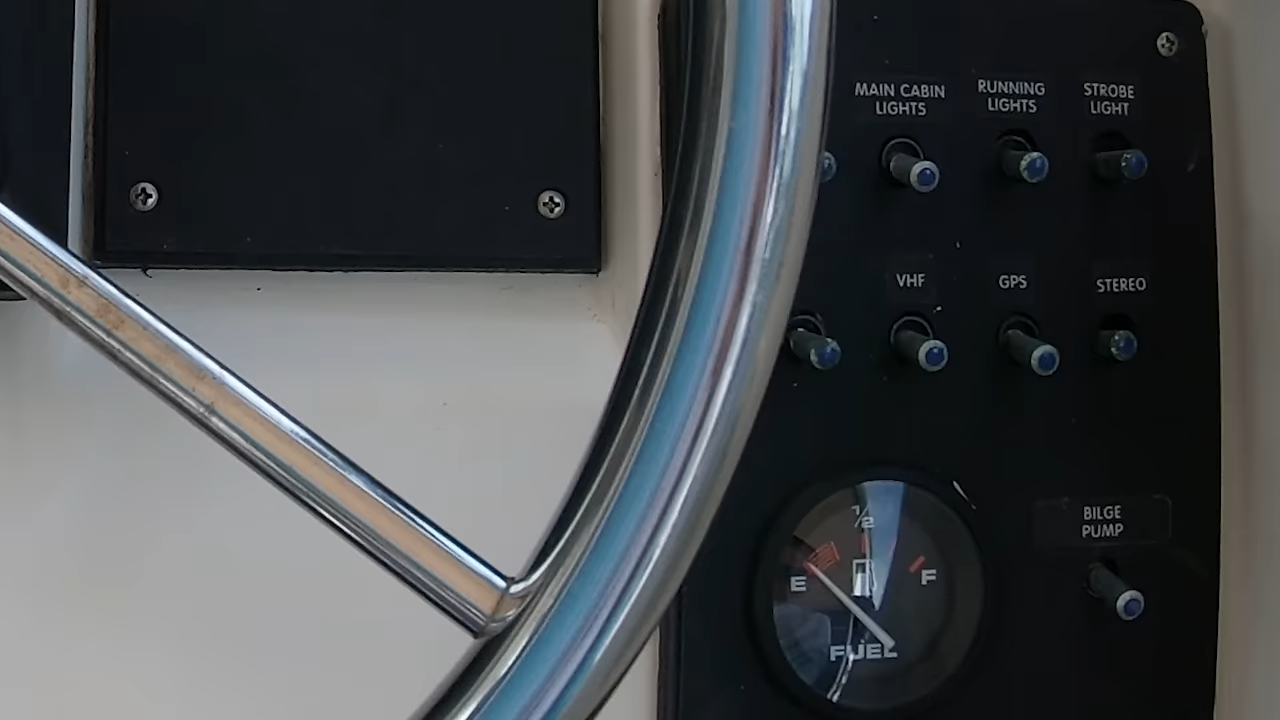 MAIN CABIN
LIGHTS
RUNNING
LIGHTS
STROBE
LIGHT
VHF
GPS
STEREO
1/2
E
F
FUEL
BILGE
PUMP